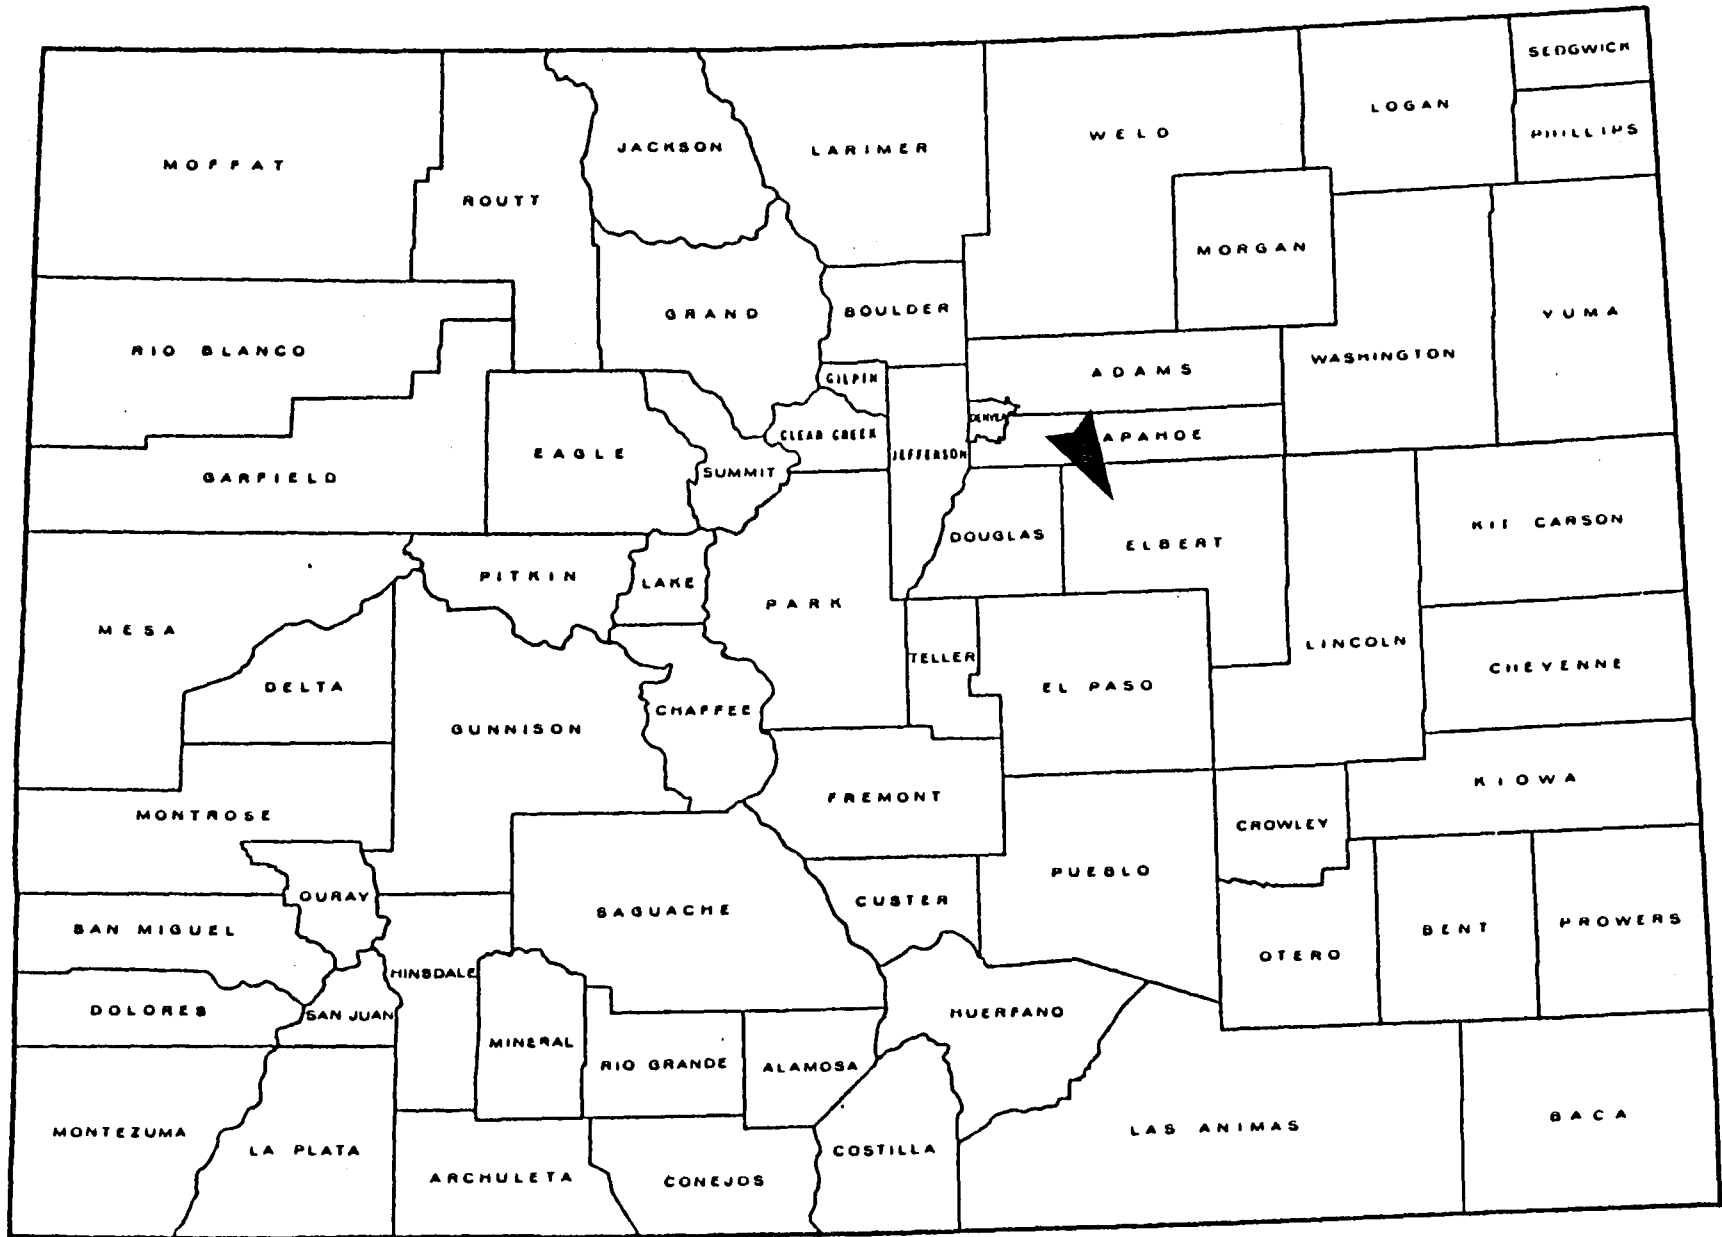 SEDGWICK
LOGAN
PHILLIPS
WELD
JACKSON
LARIMER
MOFFAT
ROUTT
MORGAN
YUMA
GRAND
BOULDER
RIO BLANCO
WASHINGTON
ADAMS
GILPIN
DENVER
CLEAR CREEK
APAHOE
EAGLE
JEFFERSON
SUMMIT
GARFIELD
KIT CARSON
DOUGLAS
ELBERT
PITKIN
LAKE
PARK
MESA
LINCOLN
TELLER
CHEYENNE
DELTA
EL PASO
CHAFFEE
GUNNISON
KIOWA
FREMONT
MONTROSE
CROWLEY
PUEBLO
OURAY
CUSTER
SAGUACHE
PROWERS
BENT
SAN MIGUEL
OTERO
HINSDALE
DOLORES
SAN JUAN
HUERFANO
MINERAL
RIO GRANDE
ALAMOSA
BACA
LAS ANIMAS
MONTEZUMA
LA PLATA
COSTILLA
ARCHULETA
CONEJOS